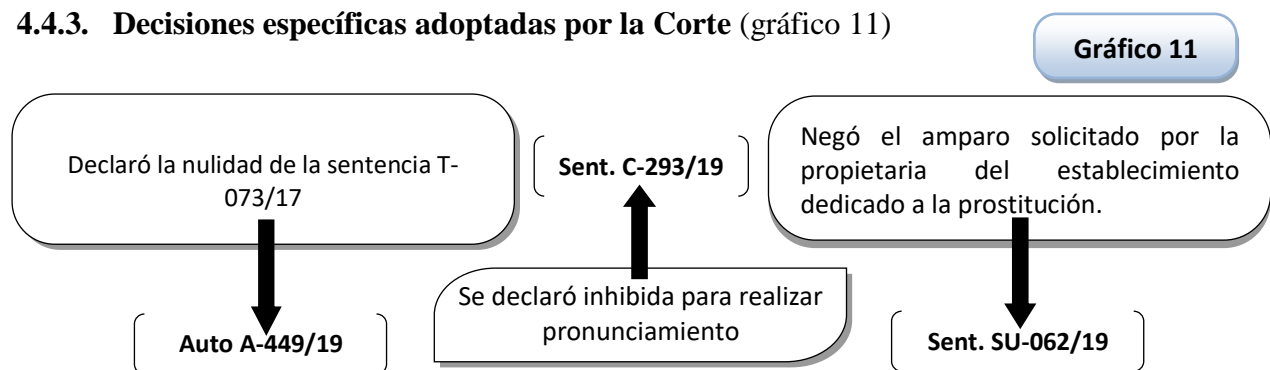 4.4.3. Decisiones específicas adoptadas por la Corte (gráfico 11)
Gráfico 11
Declaró la nulidad de la sentencia T-
073/17
Auto A-449/19
Sent. C-293/19
Se declaró inhibida para realizar
pronunciamiento
Negó el amparo solicitado por la
propietaria del establecimiento
dedicado a la prostitución.
Sent. SU-062/19